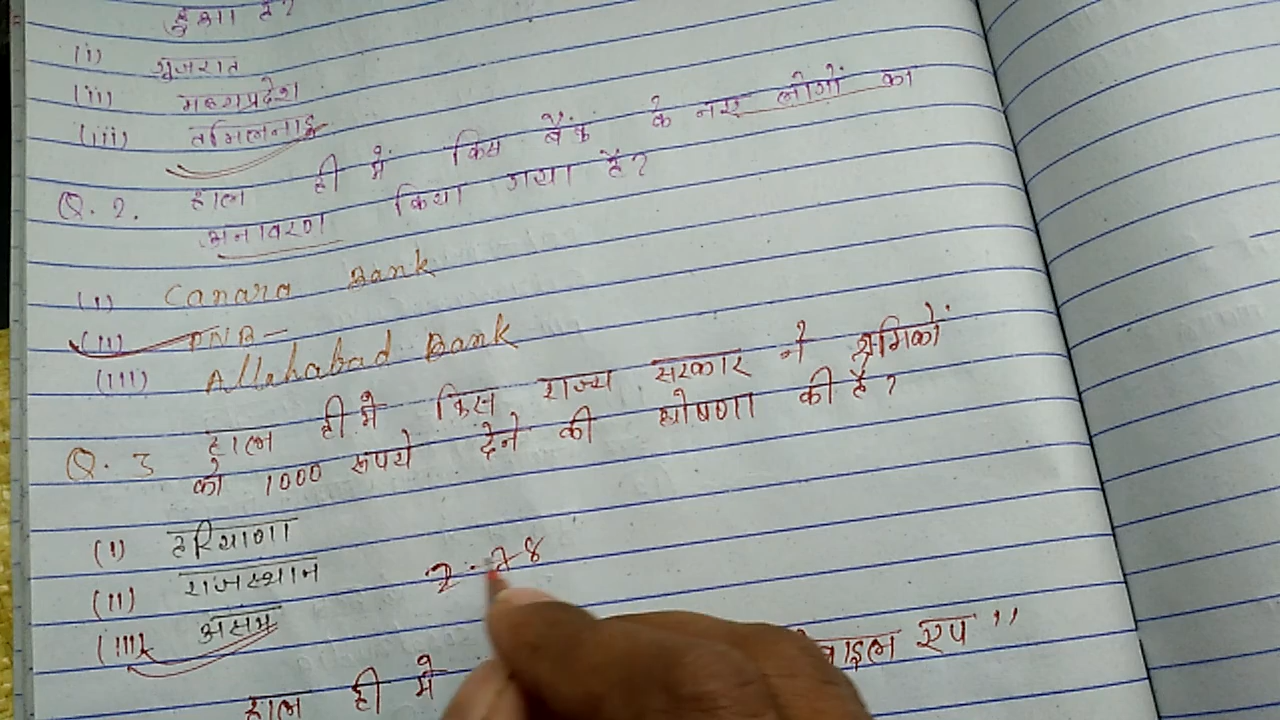 हुआ है?
(i) गुजरात
(ii) मध्यप्रदेश
(iii) तमिलनाडु
Q. 2. हाल ही में किस बैंक के नए लोगों का
अनावरण किया गया है?
(i) Canara Bank
(ii) PNB
(iii) Allahabad Bank
Q. 3 हाल ही में किस राज्य सरकार ने श्रमिकों
को 1000 रूपये देने की घोषणा की है?
(i) हरियाणा
(ii) राजस्थान
(iii) असम
हाल ही में एप"